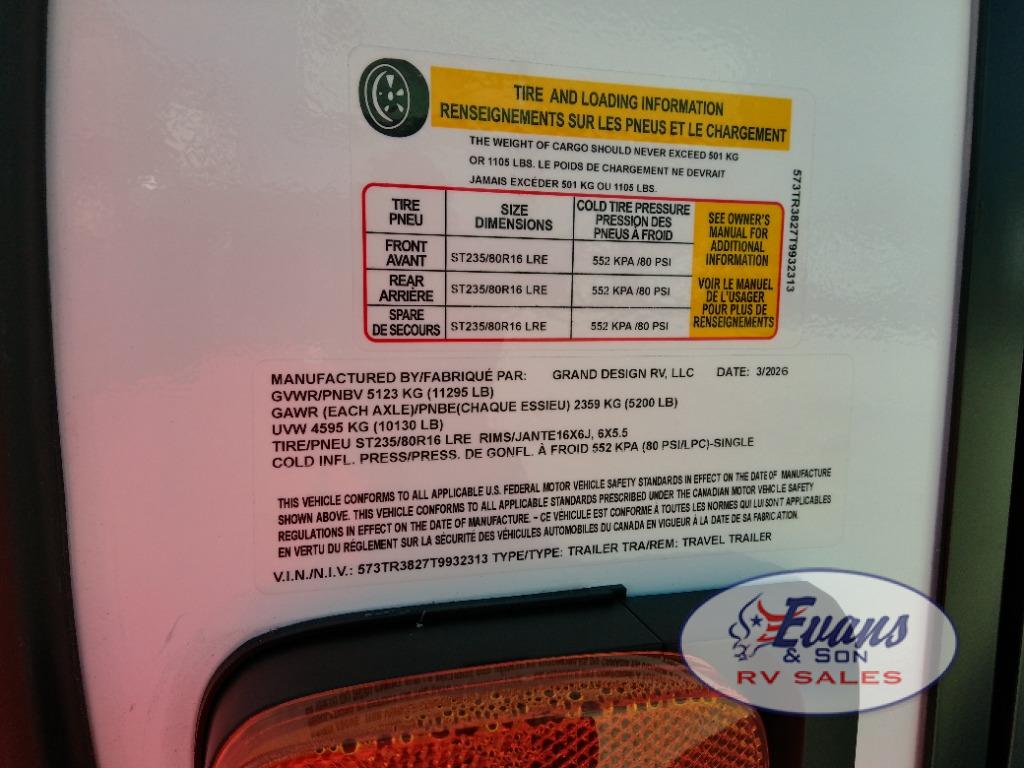 TIRE AND LOADING INFORMATION
RENSEIGNEMENTS SUR LES PNEUS ET LE CHARGEMENT
THE WEIGHT OF CARGO SHOULD NEVER EXCEED 501 KG
OR 1105 LBS. LE POIDS DE CHARGEMENT NE DEVRAIT
JAMAIS EXCÉDER 501 KG OU 1105 LBS.
TIRE
PNEU
SIZE
DIMENSIONS
COLD TIRE PRESSURE
PRESSION DES
PNEUS À FROID
FRONT
AVANT
ST235/80R16 LRE
552 KPA /80 PSI
REAR
ARRIÈRE
ST235/80R16 LRE
552 KPA /80 PSI
SPARE
DE SECOURS
ST235/80R16 LRE
552 KPA /80 PSI
SEE OWNER'S
MANUAL FOR
ADDITIONAL
INFORMATION
VOIR LE MANUEL
DE L'USAGER
POUR PLUS DE
RENSEIGNEMENTS
573TR3827T9932313
MANUFACTURED BY/FABRIQUÉ PAR: GRAND DESIGN RV, LLC DATE: 3/2026
GVWR/PNBV 5123 KG (11295 LB)
GAWR (EACH AXLE)/PNBE(CHAQUE ESSIEU) 2359 KG (5200 LB)
UVW 4595 KG (10130 LB)
TIRE/PNEU ST235/80R16 LRE RIMS/JANTE16X6J, 6X5.5
COLD INFL. PRESS/PRESS. DE GONFL. À FROID 552 KPA (80 PSI/LPC)-SINGLE
THIS VEHICLE CONFORMS TO ALL APPLICABLE U.S. FEDERAL MOTOR VEHICLE SAFETY STANDARDS IN EFFECT ON THE DATE OF MANUFACTURE
SHOWN ABOVE. THIS VEHICLE CONFORMS TO ALL APPLICABLE STANDARDS PRESCRIBED UNDER THE CANADIAN MOTOR VEHICLE SAFETY
REGULATIONS IN EFFECT ON THE DATE OF MANUFACTURE. - CE VÉHICULE EST CONFORME À TOUTES LES NORMES QUI LUI SONT APPLICABLES
EN VERTU DU RÉGLEMENT SUR LA SÉCURITÉ DES VÉHICULES AUTOMOBILES DU CANADA EN VIGUEUR À LA DATE DE SA FABRICATION.
V.I.N./N.I.V.: 573TR3827T9932313 TYPE/TYPE: TRAILER TRA/REM: TRAVEL TRAILER
Evans
& SON
RV SALES